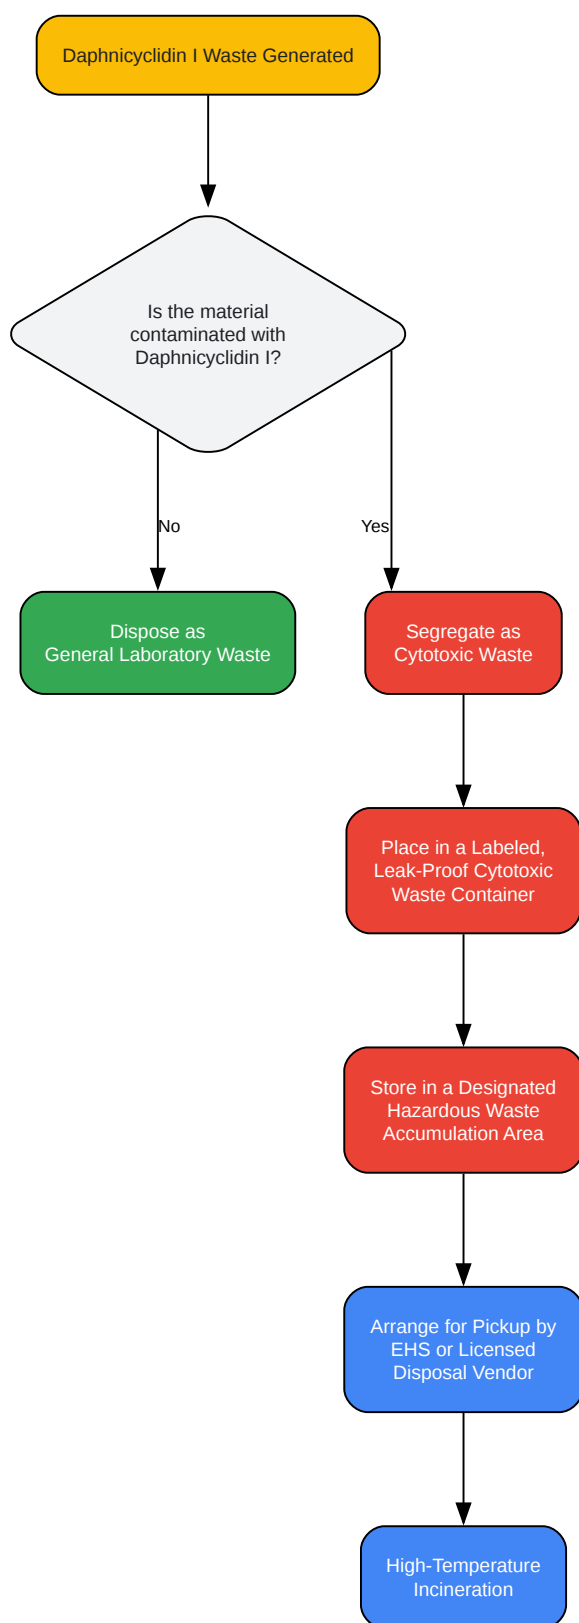 Daphnicyclidin I Waste Generated
Is the material
contaminated with
Daphnicyclidin I?
No
Yes
Dispose as
General Laboratory Waste
Segregate as
Cytotoxic Waste
Place in a Labeled,
Leak-Proof Cytotoxic
Waste Container
Store in a Designated
Hazardous Waste
Accumulation Area
Arrange for Pickup by
EHS or Licensed
Disposal Vendor
High-Temperature
Incineration